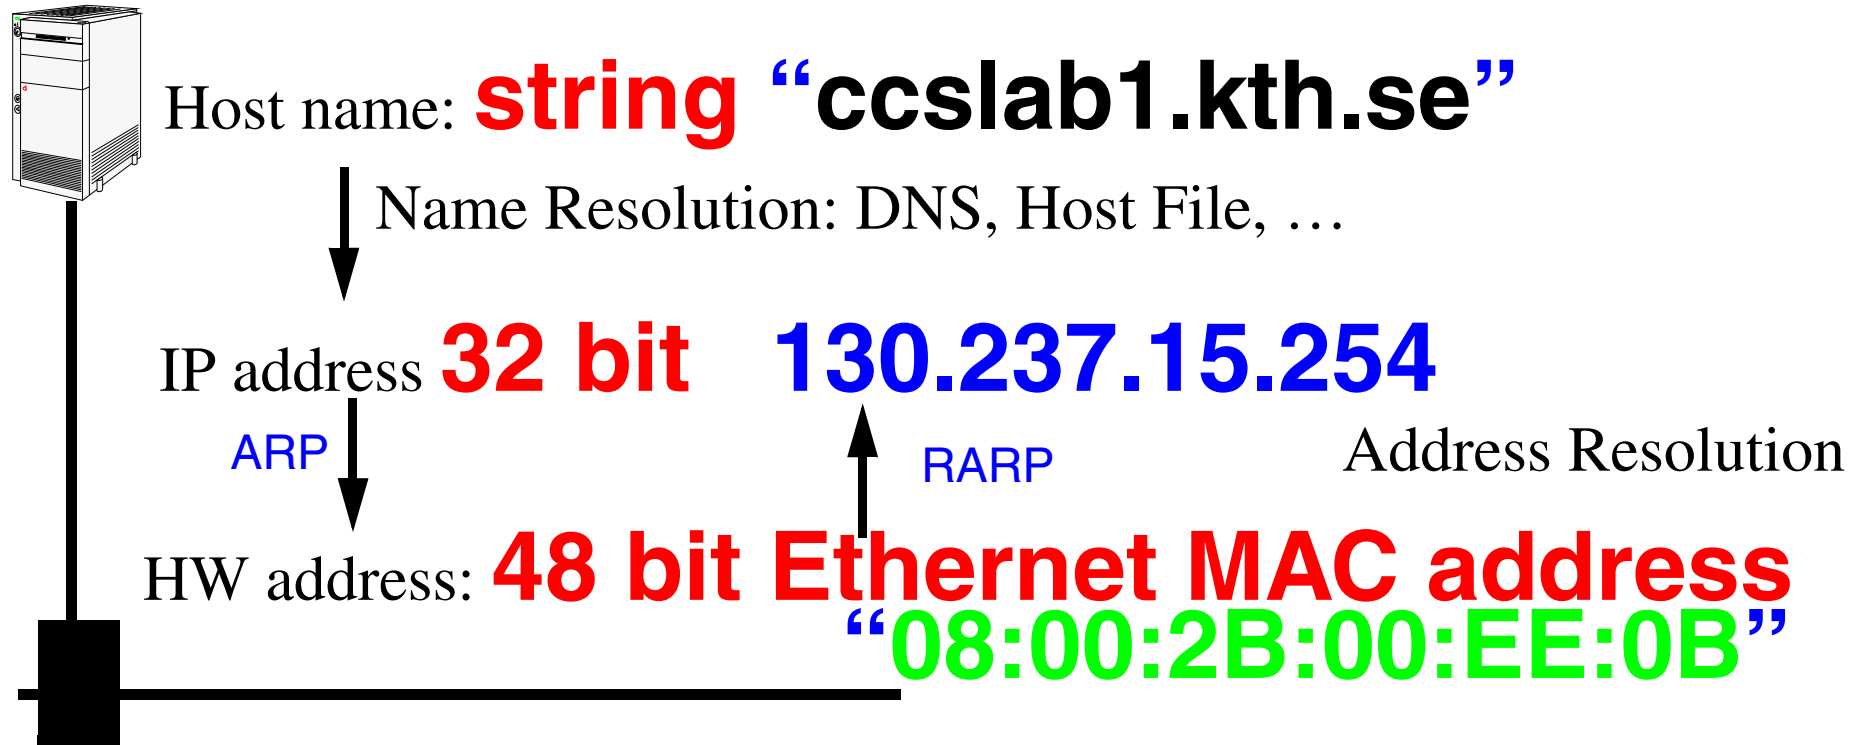 Host name: string “ccslab1.kth.se”
Name Resolution: DNS, Host File, …
IP address 32 bit 130.237.15.254
ARP RARP Address Resolution
HW address: 48 bit Ethernet MAC address
“08:00:2B:00:EE:0B”